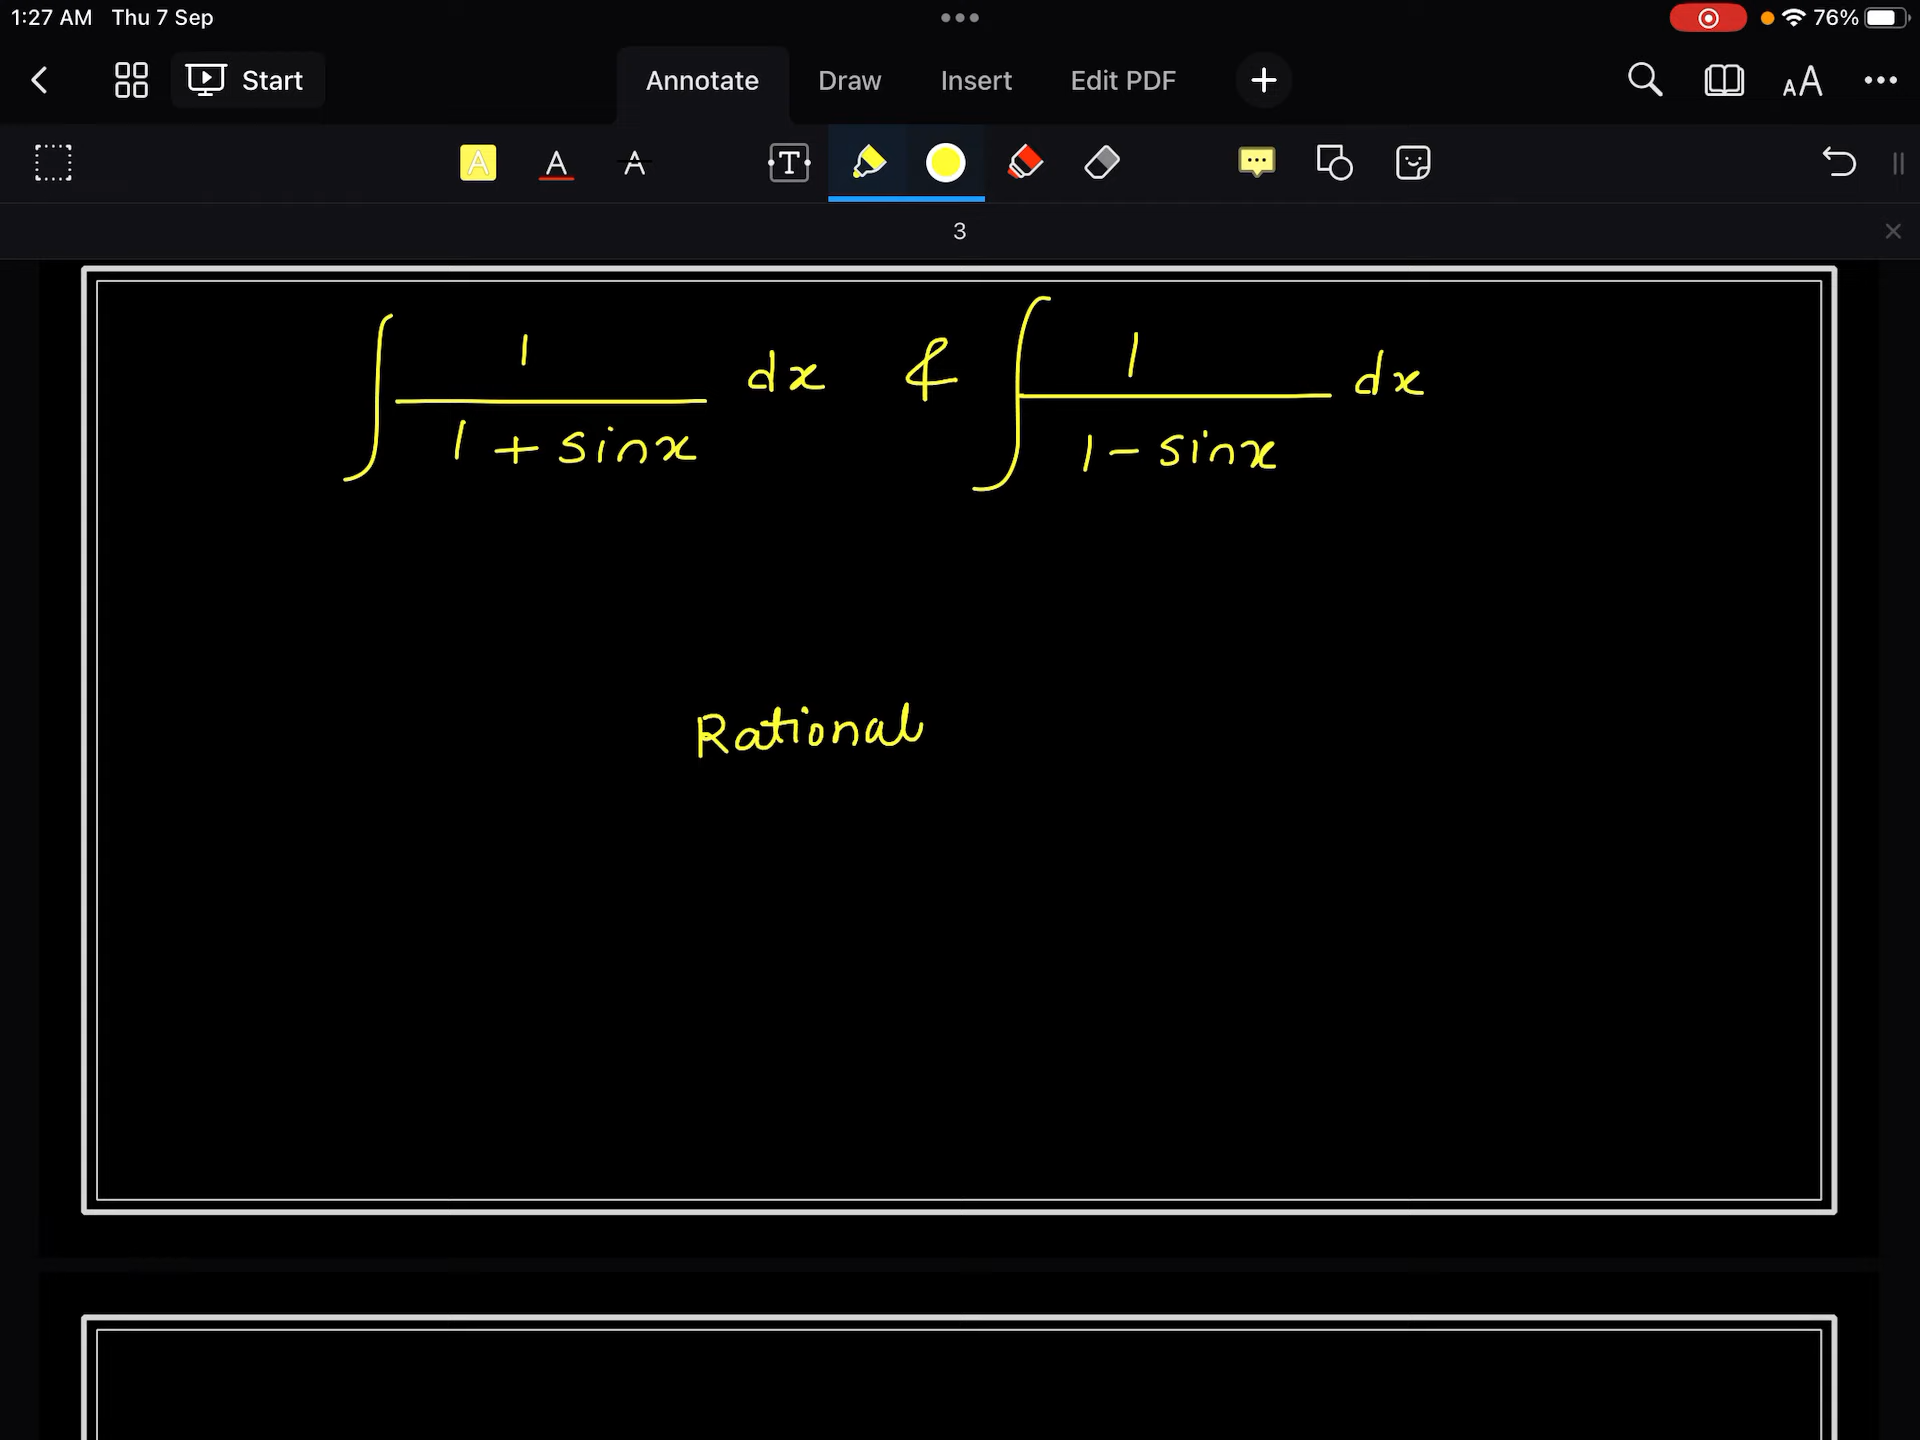 1:27 AM Thu 7 Sep 76%
Start Annotate Draw Insert Edit PDF AA
A A A T
3
∫ 1/(1 + sinx) dx & ∫ 1/(1 - sinx) dx
Rational